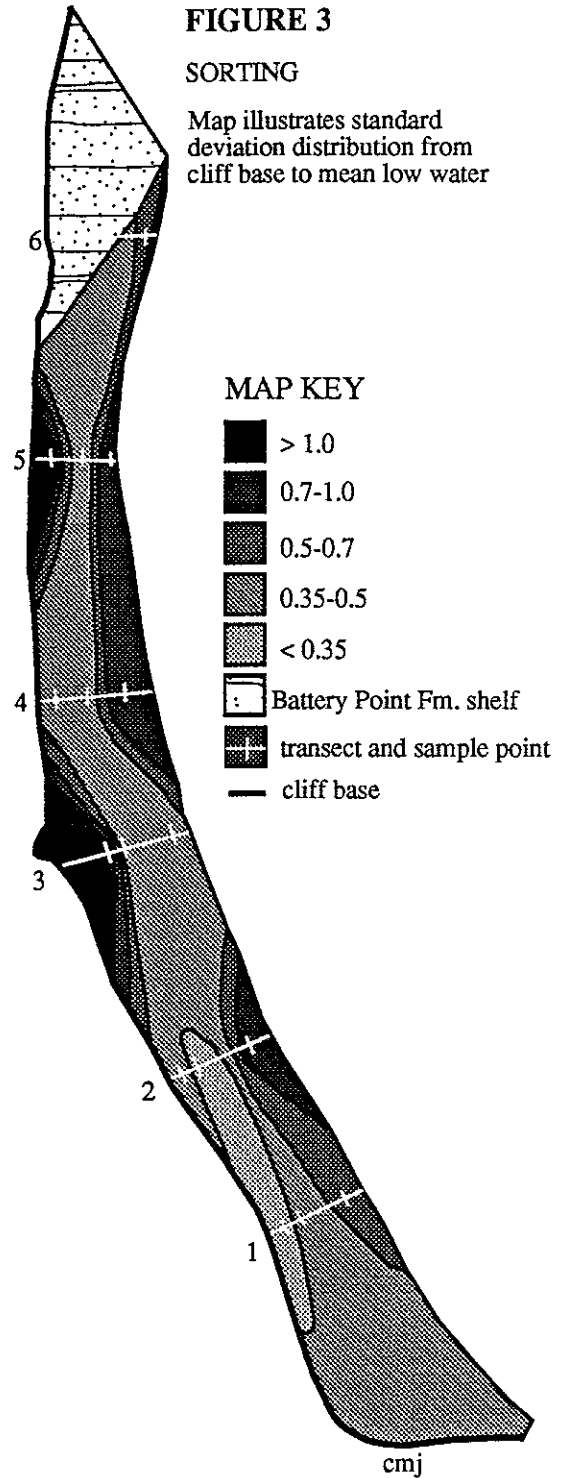 FIGURE 3
SORTING
Map illustrates standard
deviation distribution from
cliff base to mean low water
6
MAP KEY
> 1.0
5
0.7-1.0
0.5-0.7
0.35-0.5
< 0.35
4
Battery Point Fm. shelf
transect and sample point
cliff base
3
2
1
cmj